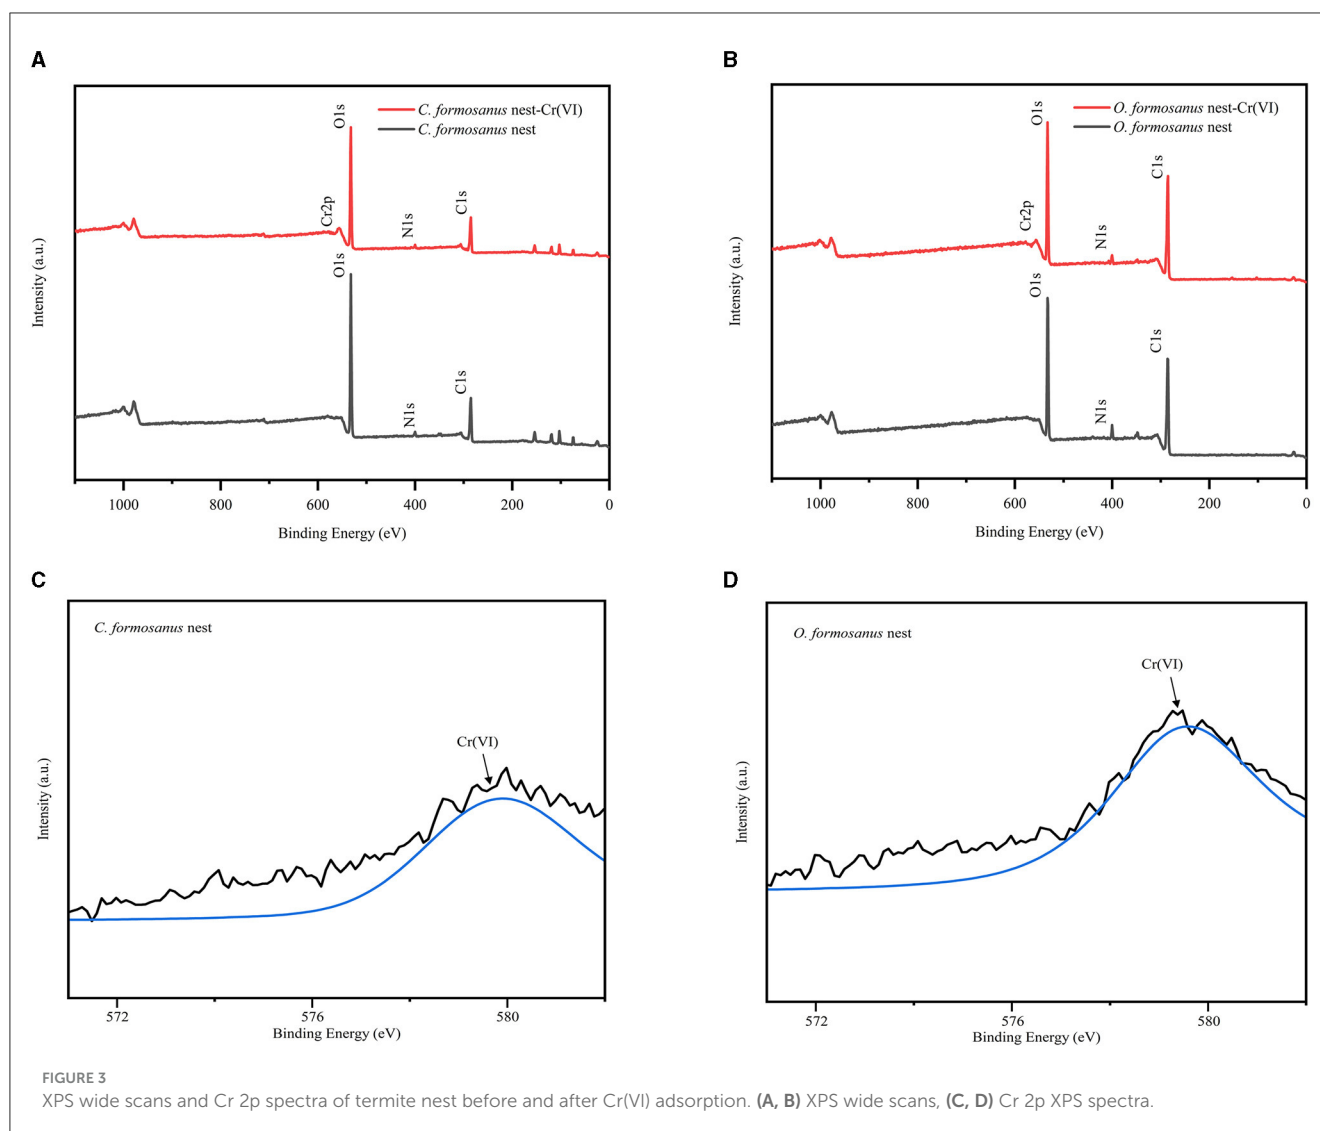 A
C. formosanus nest-Cr(VI)
C. formosanus nest
O1s
Cr2p
N1s
C1s
O1s
N1s
C1s
Intensity (a.u.)
1000 800 600 400 200 0
Binding Energy (eV)
B
O. formosanus nest-Cr(VI)
O. formosanus nest
O1s
Cr2p
N1s
C1s
O1s
N1s
C1s
Intensity (a.u.)
1000 800 600 400 200 0
Binding Energy (eV)
C
C. formosanus nest
Cr(VI)
Intensity (a.u.)
572 576 580
Binding Energy (eV)
D
O. formosanus nest
Cr(VI)
Intensity (a.u.)
572 576 580
Binding Energy (eV)
FIGURE 3
XPS wide scans and Cr 2p spectra of termite nest before and after Cr(VI) adsorption. (A, B) XPS wide scans, (C, D) Cr 2p XPS spectra.